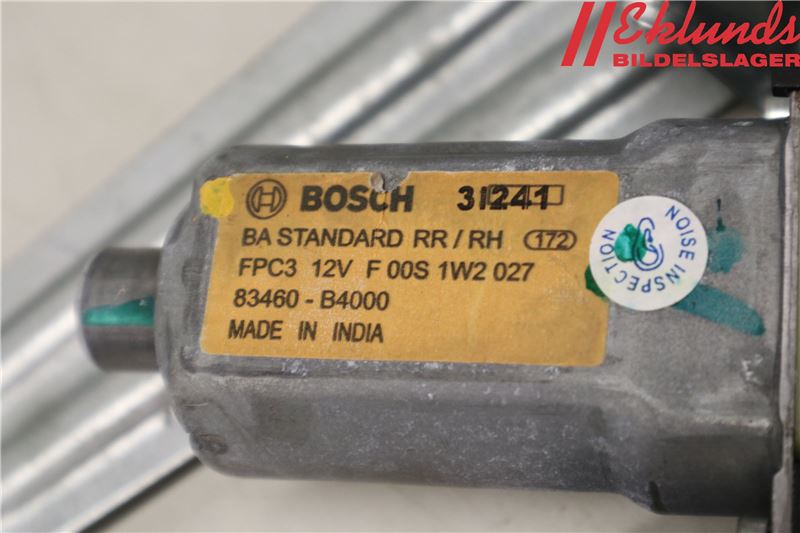 Eklunds
BILDELSLAGER
BOSCH 31241
BA STANDARD RR / RH 172
FPC3 12V F 00S 1W2 027
83460 - B4000
MADE IN INDIA
NOISE INSPECTION